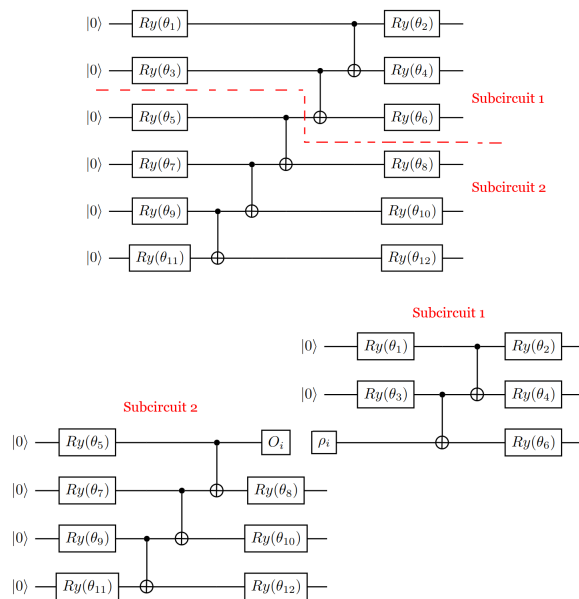 |0⟩ Ry(θ₁) Ry(θ₂)
|0⟩ Ry(θ₃) Ry(θ₄)
Subcircuit 1
|0⟩ Ry(θ₅) Ry(θ₆)
|0⟩ Ry(θ₇) Ry(θ₈)
Subcircuit 2
|0⟩ Ry(θ₉) Ry(θ₁₀)
|0⟩ Ry(θ₁₁) Ry(θ₁₂)
Subcircuit 1
|0⟩ Ry(θ₁) Ry(θ₂)
|0⟩ Ry(θ₃) Ry(θ₄)
ρᵢ Ry(θ₆)
Subcircuit 2
|0⟩ Ry(θ₅) Oᵢ
|0⟩ Ry(θ₇) Ry(θ₈)
|0⟩ Ry(θ₉) Ry(θ₁₀)
|0⟩ Ry(θ₁₁) Ry(θ₁₂)